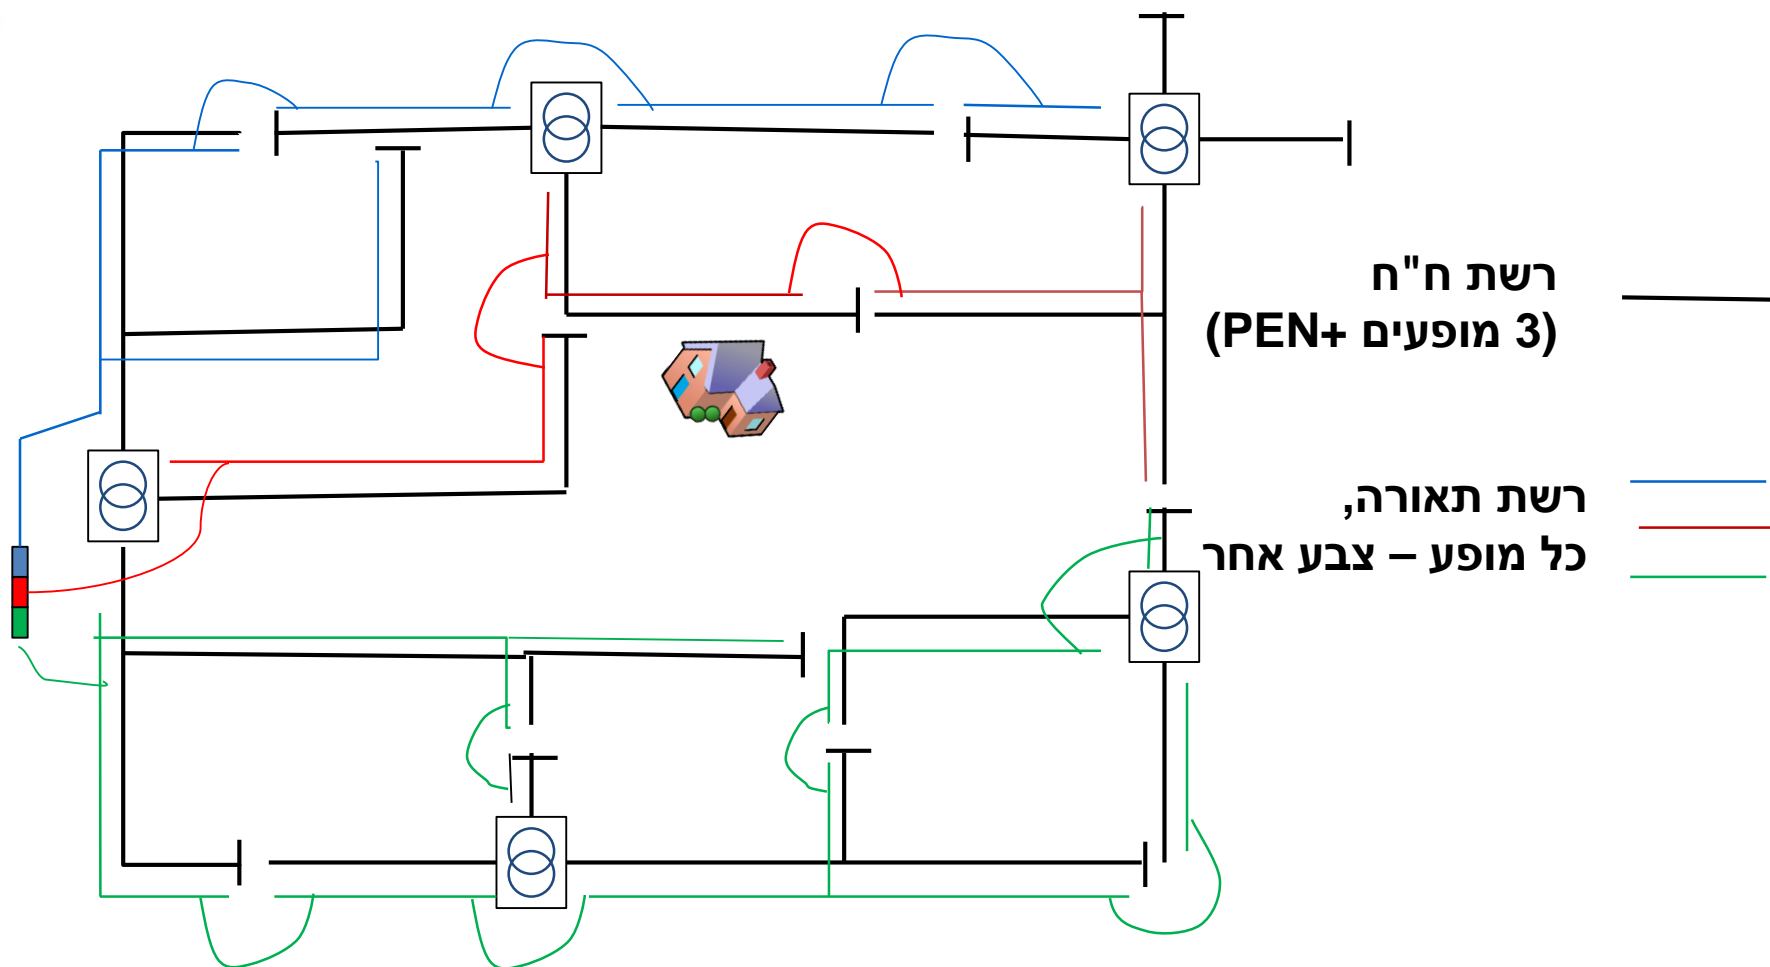 רשת ח"ח
(3 מופעים +PEN)
רשת תאורה,
כל מופע – צבע אחר